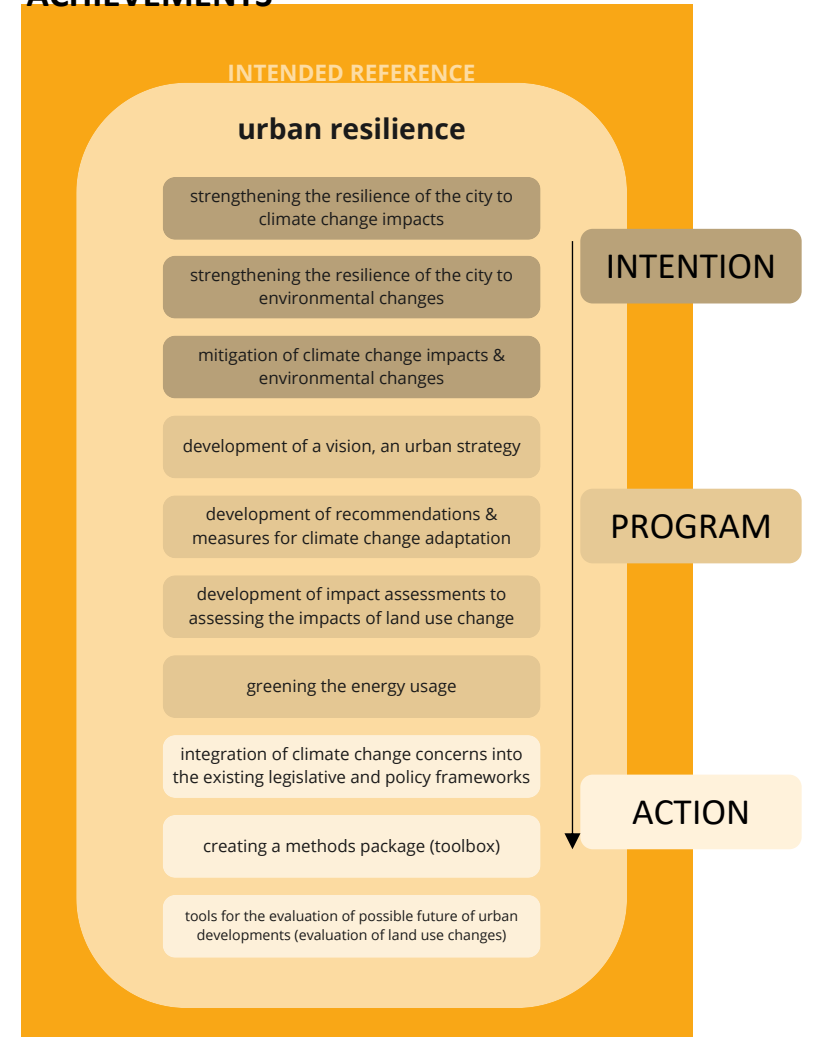 ACHIEVEMENTS
INTENDED REFERENCE
urban resilience
strengthening the resilience of the city to
climate change impacts
strengthening the resilience of the city to
environmental changes
mitigation of climate change impacts &
environmental changes
development of a vision, an urban strategy
development of recommendations &
measures for climate change adaptation
development of impact assessments to
assessing the impacts of land use change
greening the energy usage
integration of climate change concerns into
the existing legislative and policy frameworks
creating a methods package (toolbox)
tools for the evaluation of possible future of urban
developments (evaluation of land use changes)
INTENTION
PROGRAM
ACTION